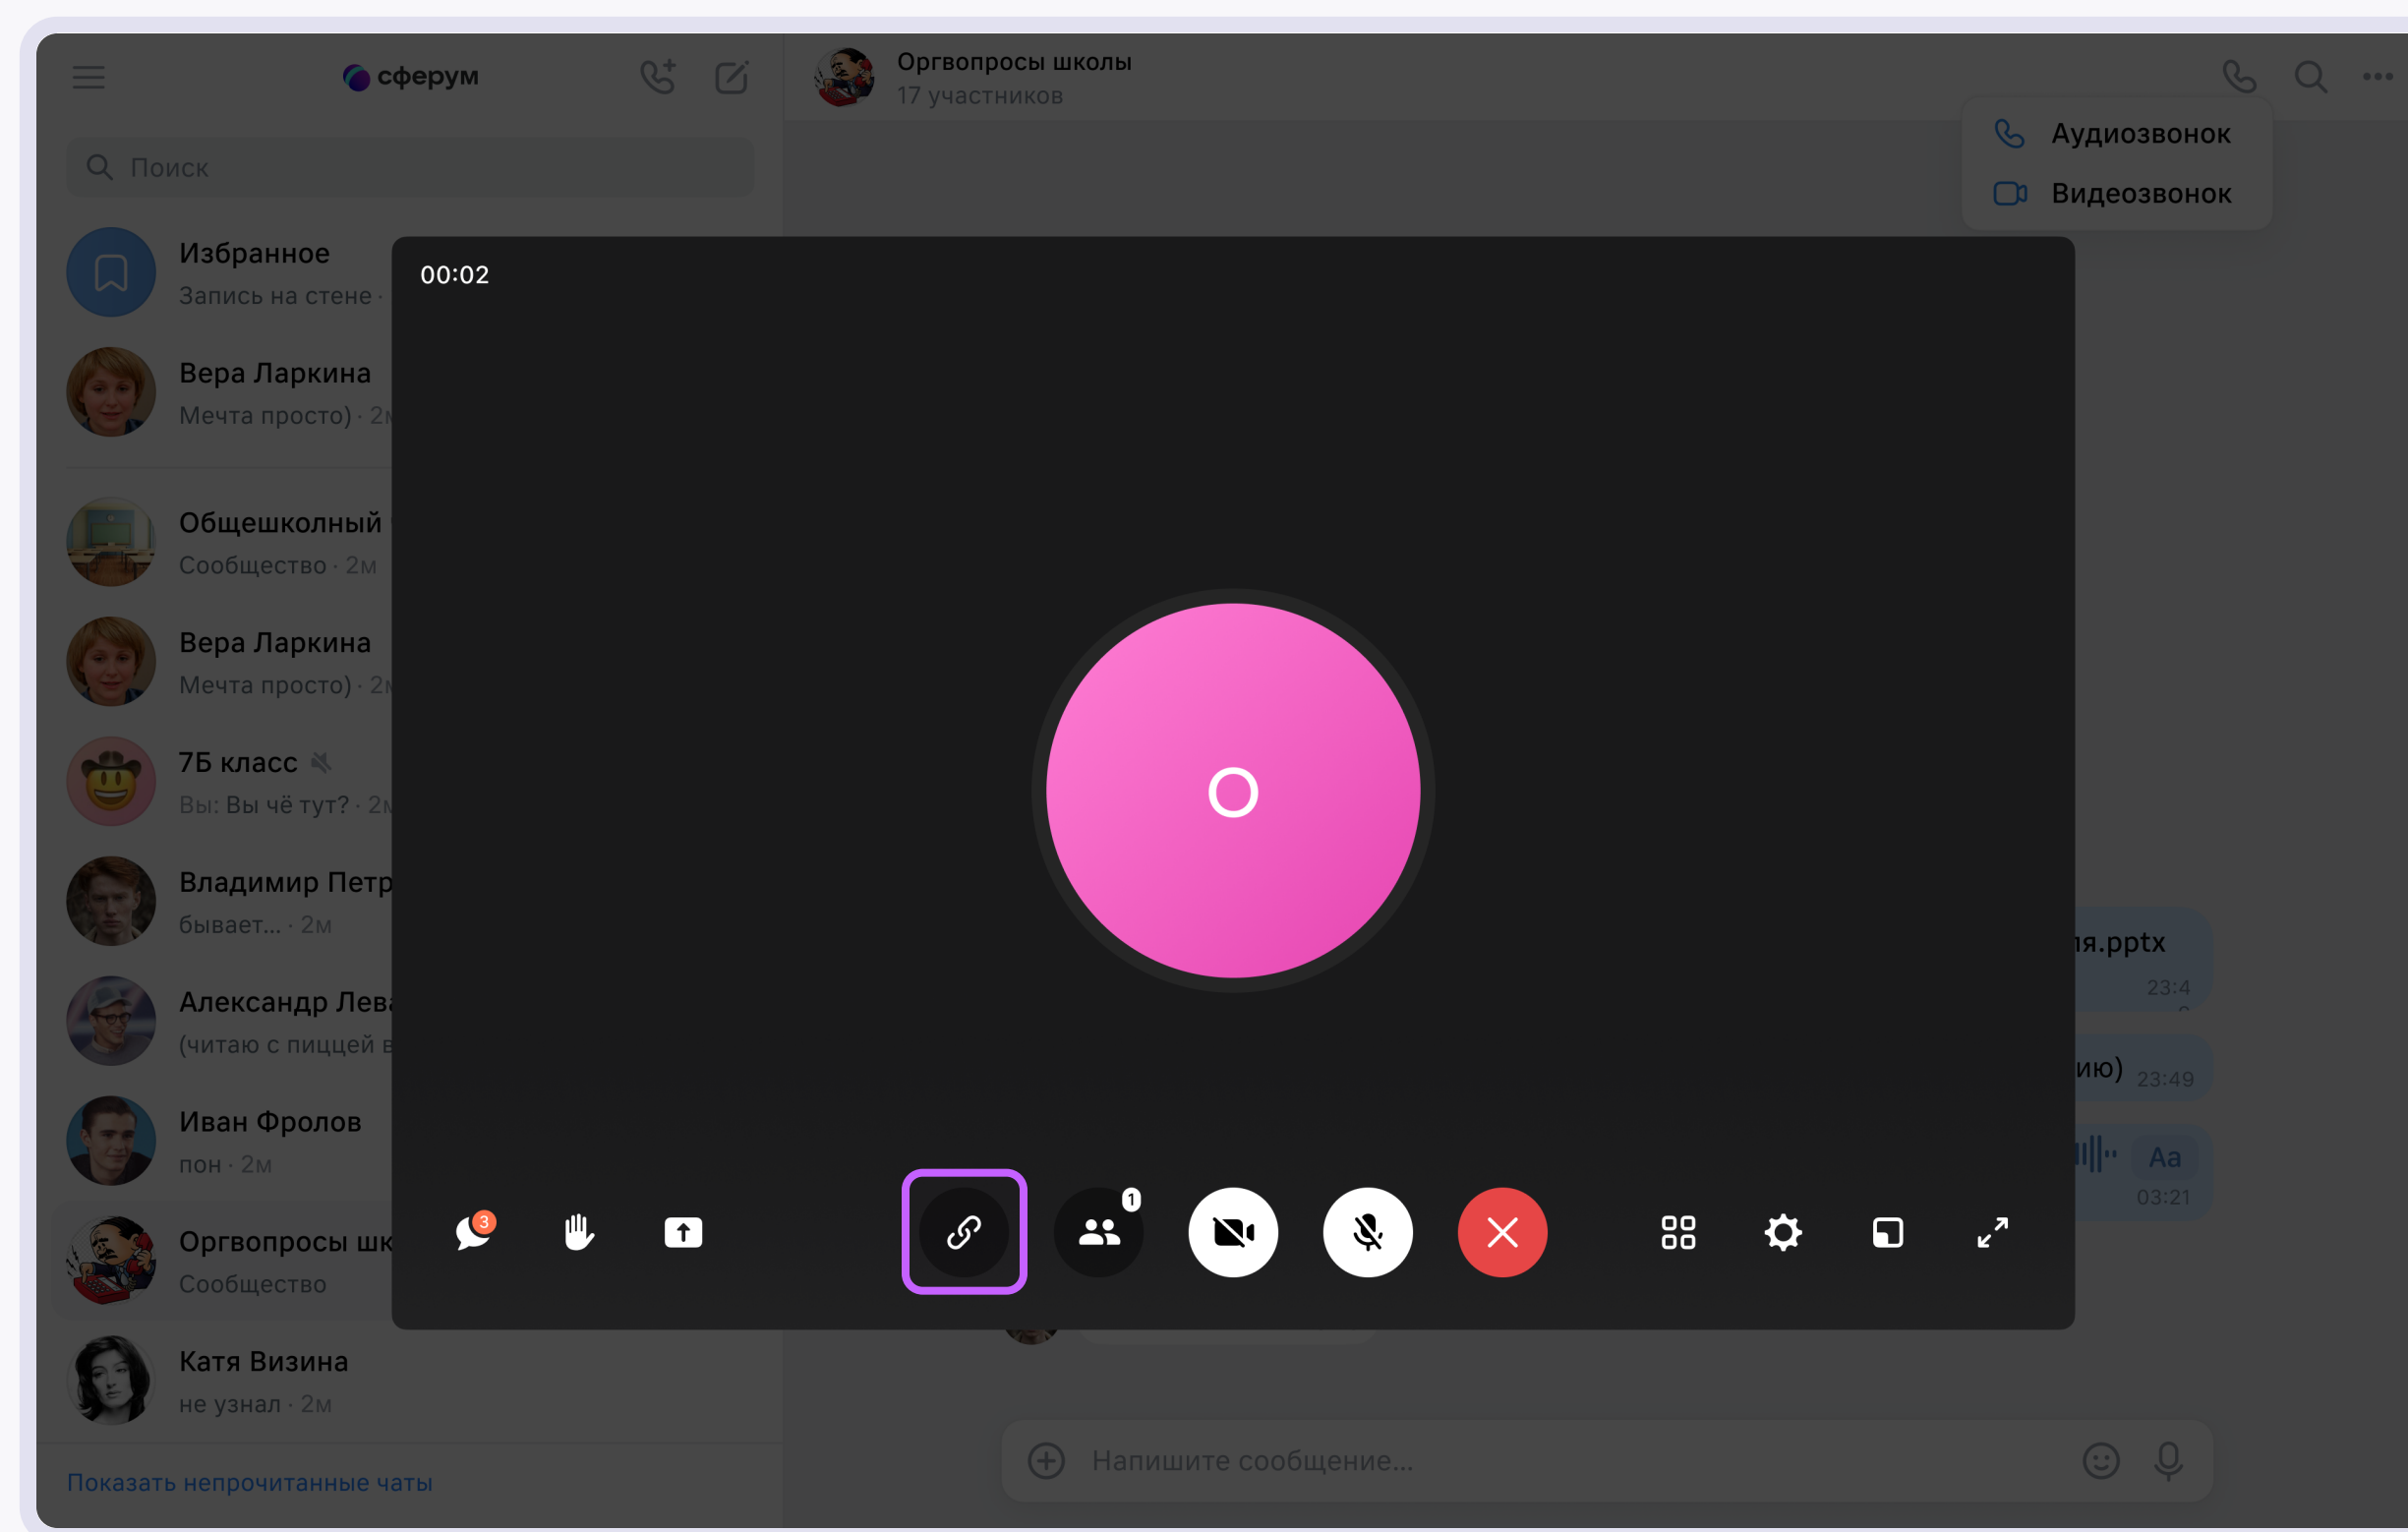 сферум
Поиск
Избранное
Запись на стене ·
Вера Ларкина
Мечта просто) · 2м
Общешкольный
Сообщество · 2м
Вера Ларкина
Мечта просто) · 2м
7Б класс
Вы: Вы чё тут? · 2м
Владимир Петр
бывает... · 2м
Александр Лева
(читаю с пиццей в
Иван Фролов
пон · 2м
Оргвопросы шк
Сообщество
Катя Визина
не узнал · 2м
Показать непрочитанные чаты
Оргвопросы школы
17 участников
Аудиозвонок
Видеозвонок
00:02
О
3
1
ля.pptx
23:4
ию) 23:49
Aa
03:21
Напишите сообщение...